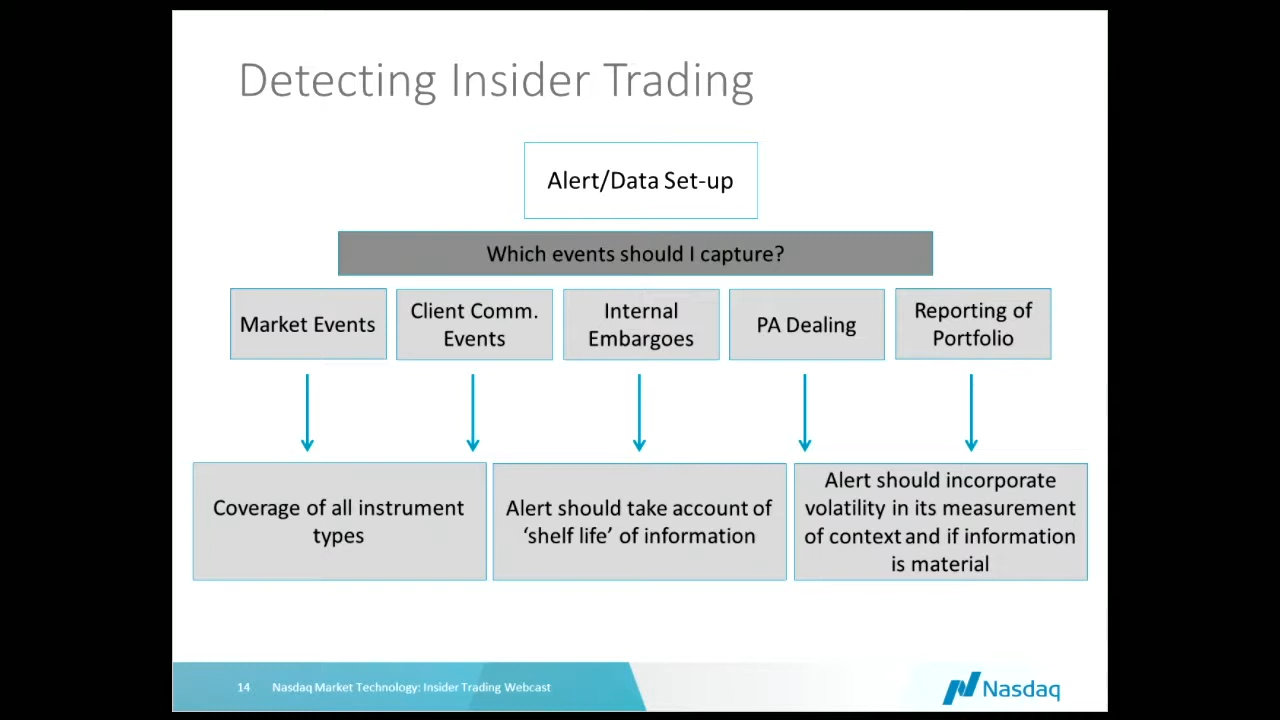 Detecting Insider Trading
Alert/Data Set-up
Which events should I capture?
Market Events
Client Comm.
Events
Internal
Embargoes
PA Dealing
Reporting of
Portfolio
Coverage of all instrument
types
Alert should take account of
‘shelf life’ of information
Alert should incorporate
volatility in its measurement
of context and if information
is material
14 Nasdaq Market Technology: Insider Trading Webcast
Nasdaq